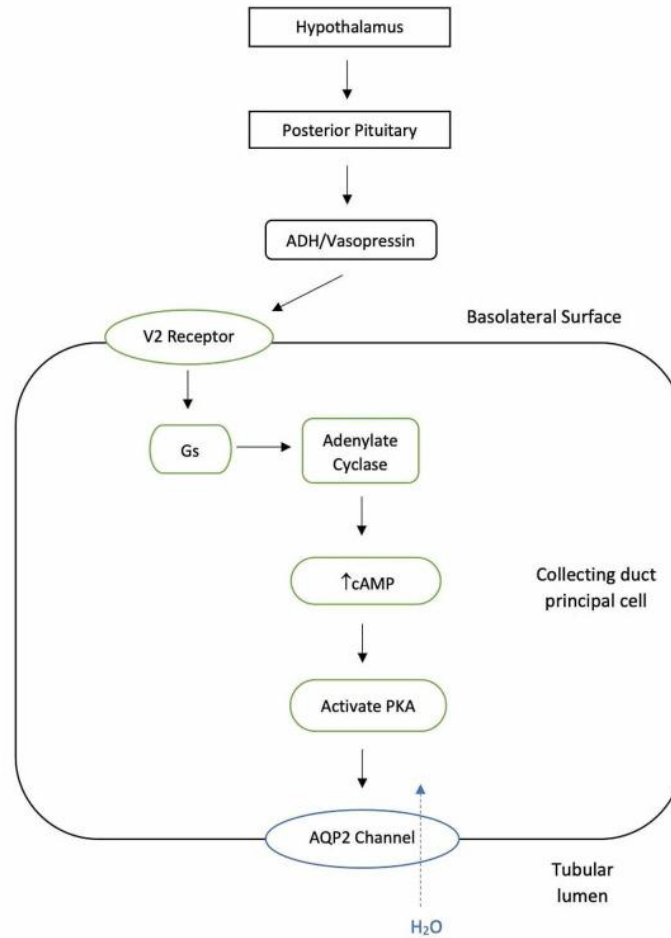 Hypothalamus
Posterior Pituitary
ADH/Vasopressin
Basolateral Surface
V2 Receptor
Gs
Adenylate
Cyclase
↑cAMP
Collecting duct
principal cell
Activate PKA
AQP2 Channel
Tubular
lumen
H₂O